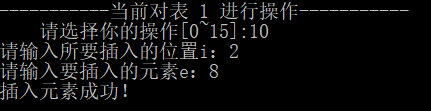 -----------当前对表 1 进行操作-----------
请选择你的操作[0~15]:10
请输入所要插入的位置i：2
请输入要插入的元素e：8
插入元素成功！